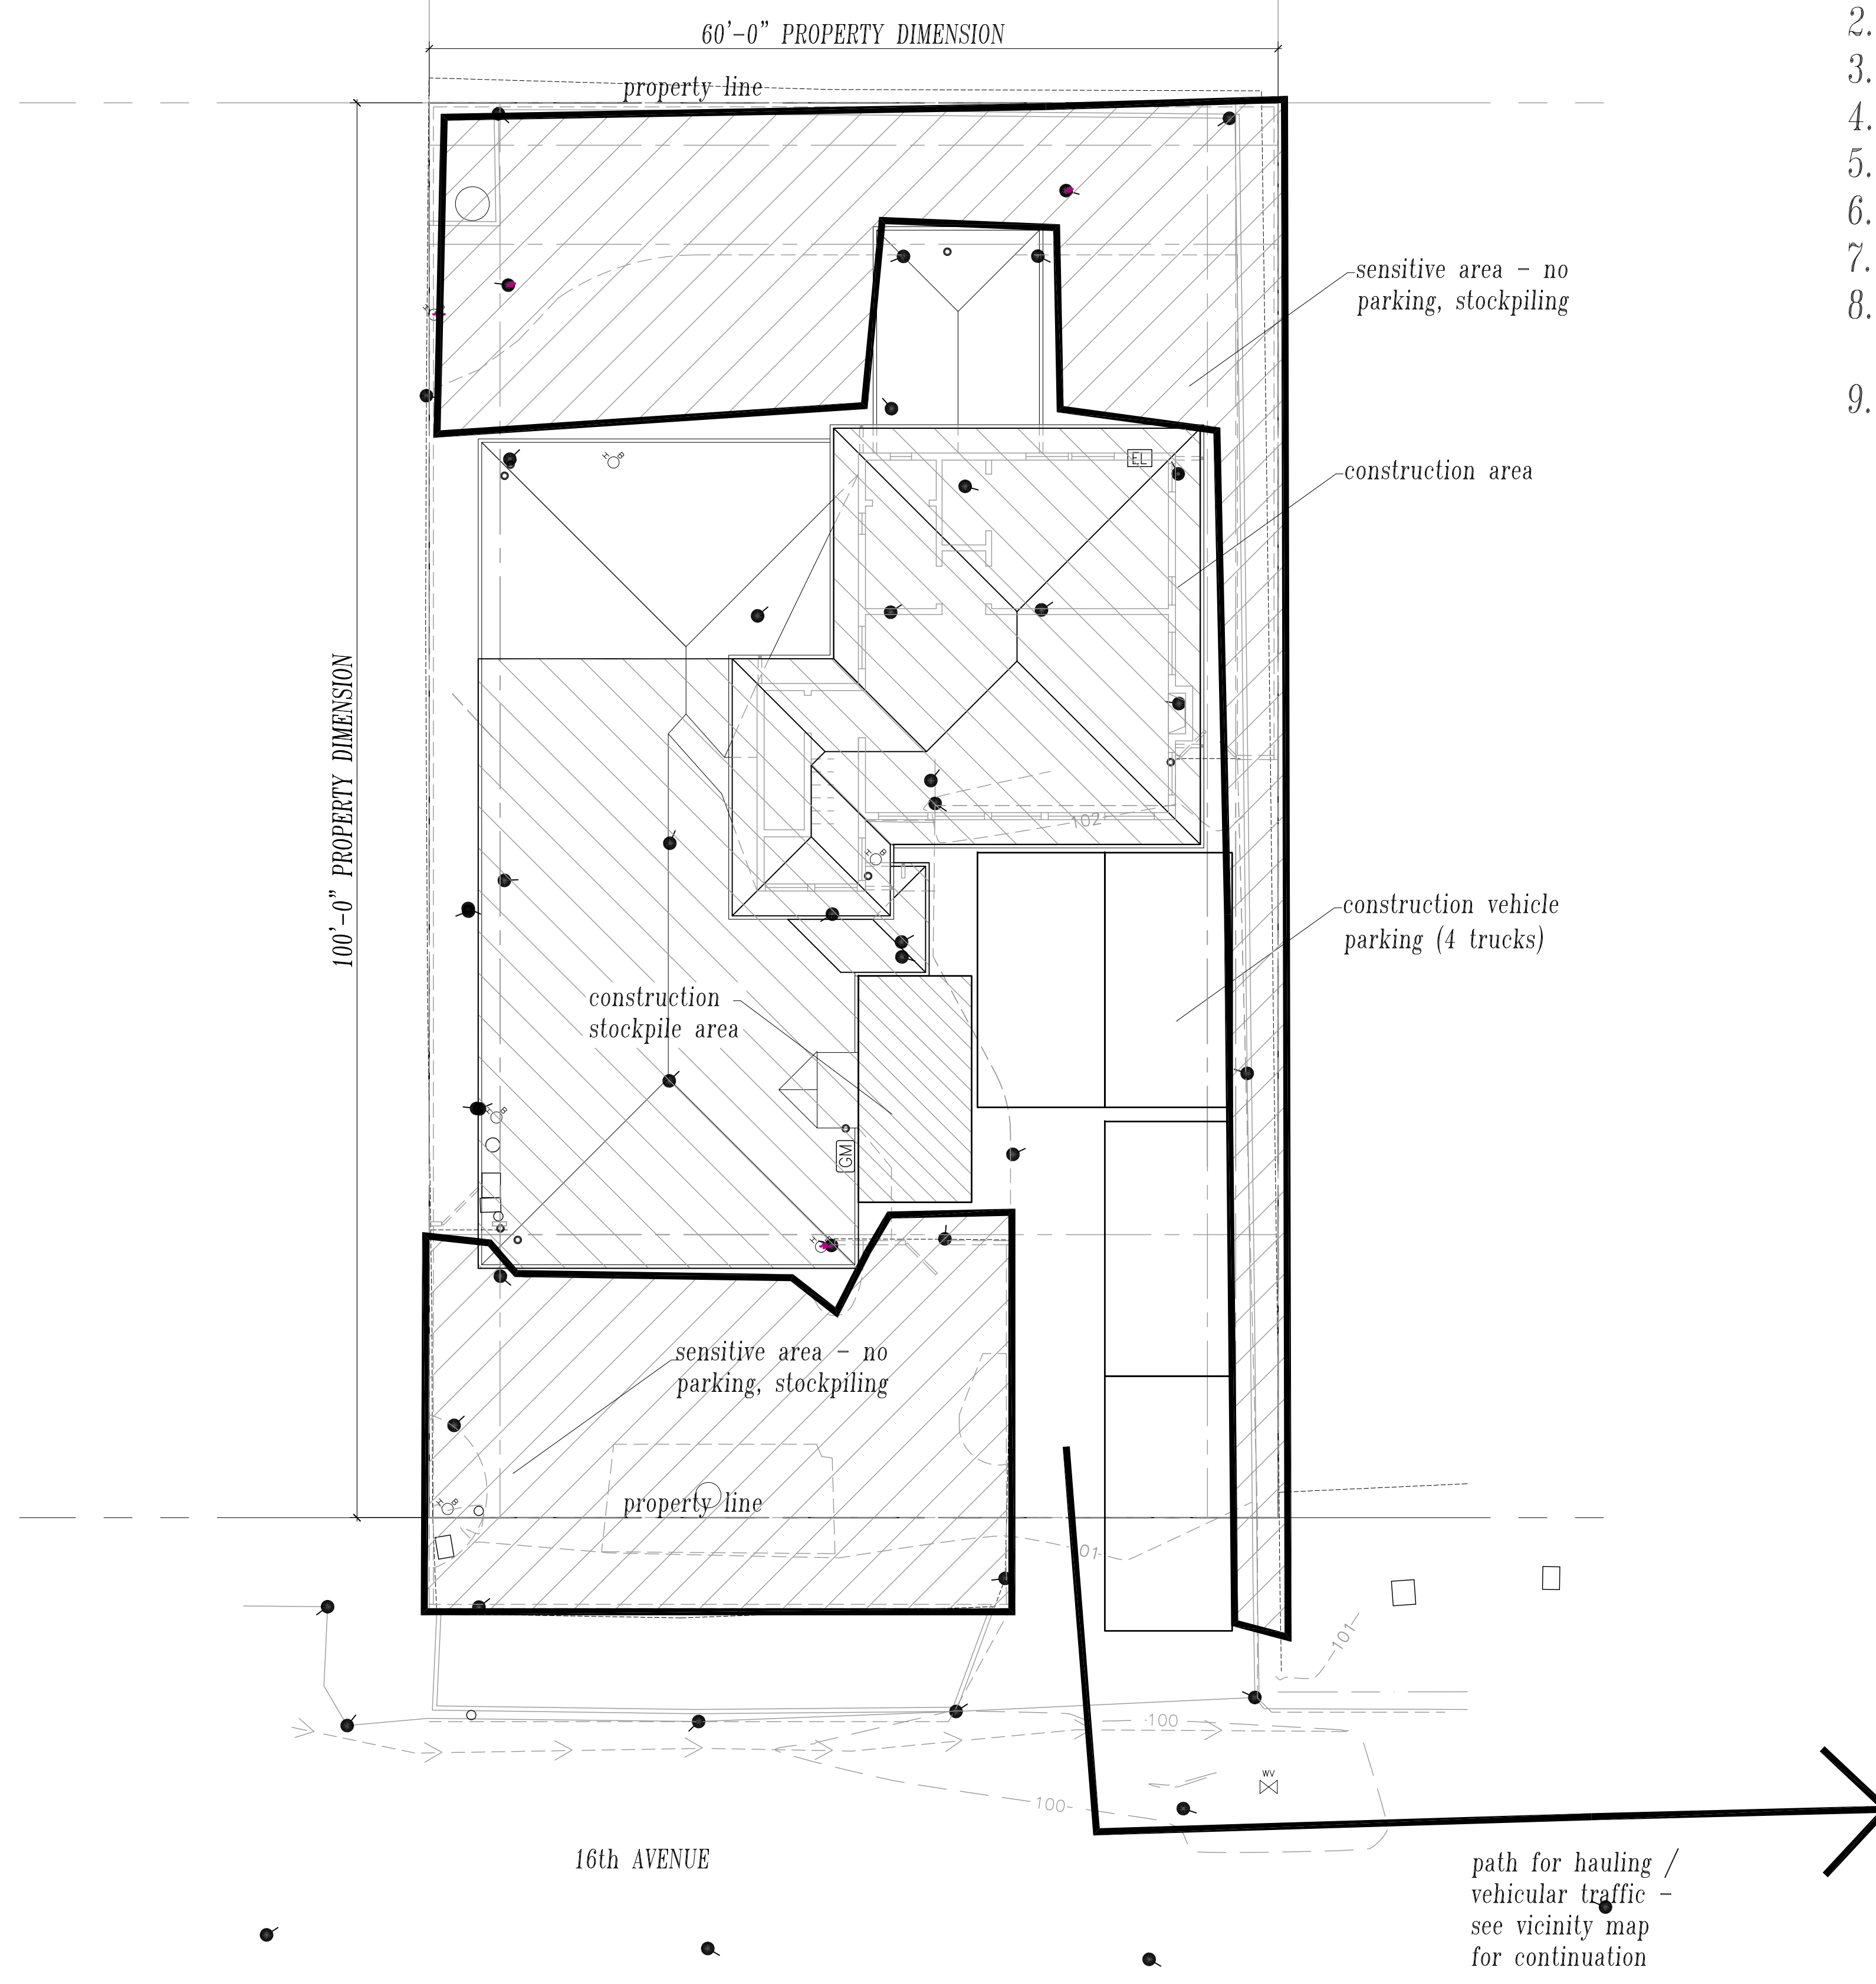 60'-0" PROPERTY DIMENSION
2.
3.
4.
5.
6.
7.
8.
9.
property line
sensitive area - no
parking, stockpiling
H B
H B
EL
construction area
100'-0" PROPERTY DIMENSION
102
H B
construction vehicle
parking (4 trucks)
construction
stockpile area
H B
GM
H B
sensitive area - no
parking, stockpiling
H B
property line
101
101
100
WV
100
16th AVENUE
path for hauling /
vehicular traffic -
see vicinity map
for continuation